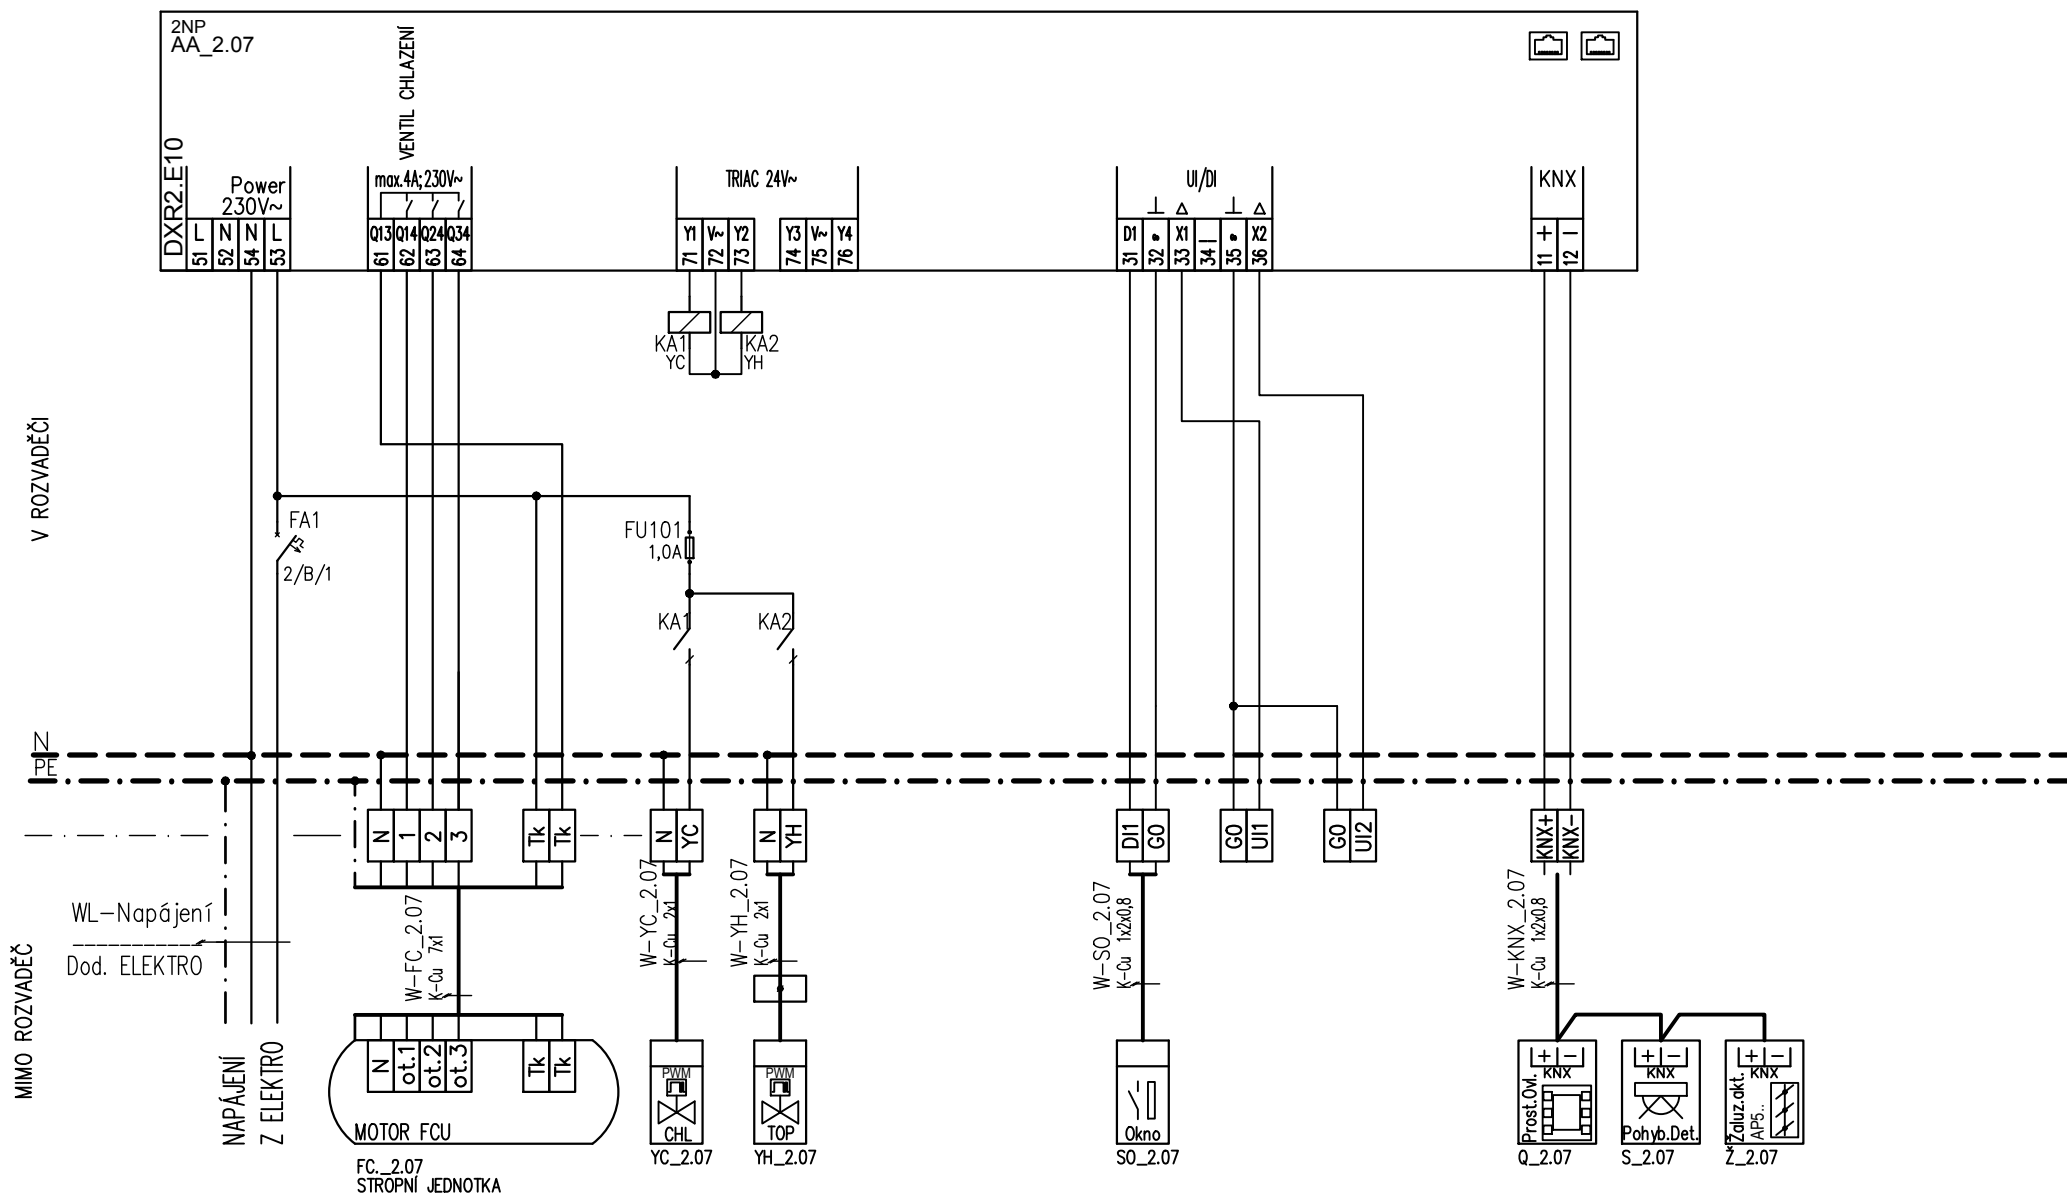 2NP
AA_2.07
DXR2.E10
VENTIL CHLAZENÍ
Power
230V~
max.4A;230V~
TRIAC 24V~
UI/DI
KNX
L N N L
51 52 54 53
Q13 Q14 Q24 Q34
61 62 63 64
Y1 V~ Y2
71 72 73
Y3 V~ Y4
74 75 76
D1 X1 X2
31 32 33 34 35 36
+ −
11 12
KA1
YC
KA2
YH
V ROZVADĚČI
FA1
2/B/1
FU101
1,0A
KA1
KA2
N
PE
N 1 2 3
Tk Tk
N YC
N YH
DI1 GO
GO UI1
GO UI2
KNX+ KNX−
MIMO ROZVADĚČ
WL−Napájení
Dod. ELEKTRO
NAPÁJENÍ
Z ELEKTRO
W−FC_2.07
K−Cu 7x1
W−YC_2.07
K−Cu 2x1
W−YH_2.07
K−Cu 2x1
W−SO_2.07
K−Cu 1x2x0,8
W−KNX_2.07
K−Cu 1x2x0,8
N ot.1 ot.2 ot.3
Tk Tk
MOTOR FCU
FC._2.07
STROPNÍ JEDNOTKA
PWM
CHL
YC_2.07
PWM
TOP
YH_2.07
Okno
SO_2.07
+ −
KNX
Prost.Ovl.
Q_2.07
+ −
KNX
Pohyb.Det.
S_2.07
+ −
KNX
Žaluz.akt.
AP5..
Ž_2.07